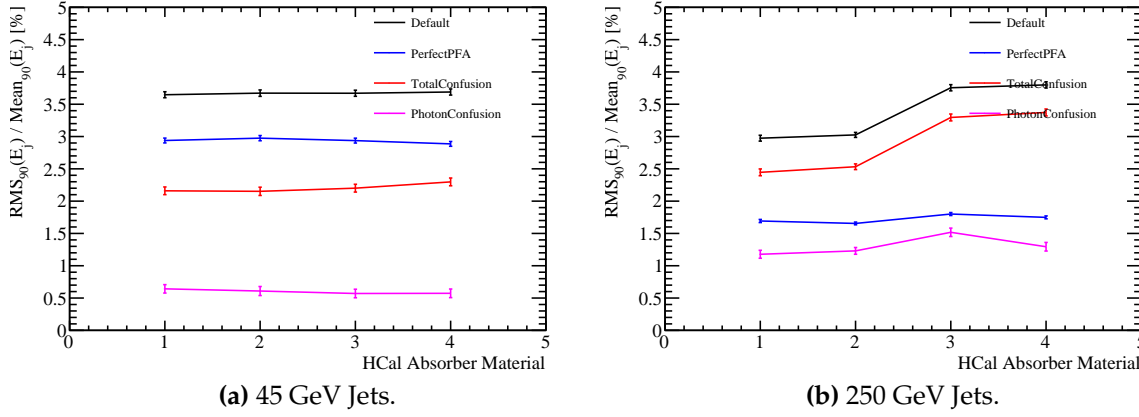 RMS90(Ej) / Mean90(Ej) [%]
5
4.5
4
3.5
3
2.5
2
1.5
1
0.5
0
0
1
2
3
4
5
HCal Absorber Material
Default
PerfectPFA
TotalConfusion
PhotonConfusion
(a) 45 GeV Jets.
RMS90(Ej) / Mean90(Ej) [%]
5
4.5
4
3.5
3
2.5
2
1.5
1
0.5
0
0
1
2
3
4
5
HCal Absorber Material
Default
PerfectPFA
TotalConfusion
PhotonConfusion
(b) 250 GeV Jets.